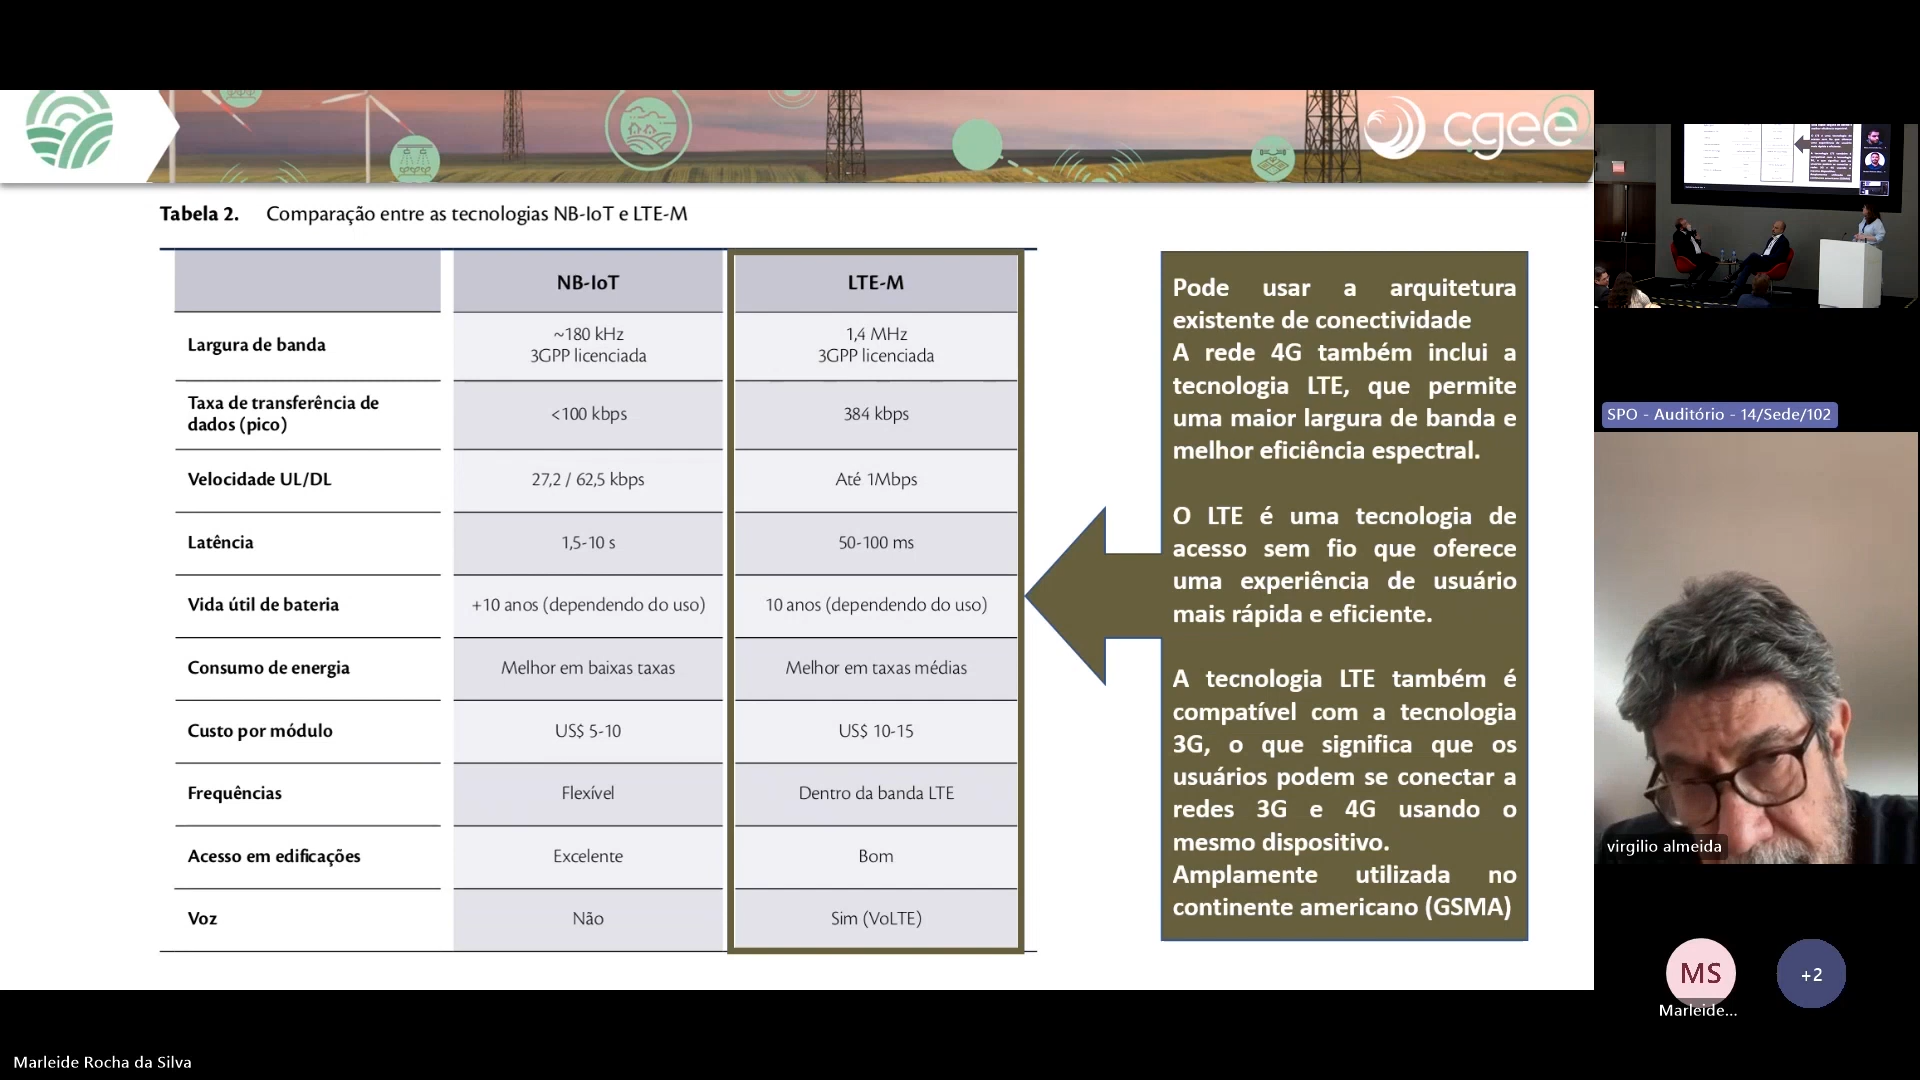 cgee
Tabela 2. Comparação entre as tecnologias NB-IoT e LTE-M
NB-IoT LTE-M
Largura de banda ~180 kHz 3GPP licenciada 1,4 MHz 3GPP licenciada
Taxa de transferência de dados (pico) <100 kbps 384 kbps
Velocidade UL/DL 27,2 / 62,5 kbps Até 1Mbps
Latência 1,5-10 s 50-100 ms
Vida útil de bateria +10 anos (dependendo do uso) 10 anos (dependendo do uso)
Consumo de energia Melhor em baixas taxas Melhor em taxas médias
Custo por módulo US$ 5-10 US$ 10-15
Frequências Flexível Dentro da banda LTE
Acesso em edificações Excelente Bom
Voz Não Sim (VoLTE)
Pode usar a arquitetura
existente de conectividade
A rede 4G também inclui a
tecnologia LTE, que permite
uma maior largura de banda e
melhor eficiência espectral.
O LTE é uma tecnologia de
acesso sem fio que oferece
uma experiência de usuário
mais rápida e eficiente.
A tecnologia LTE também é
compatível com a tecnologia
3G, o que significa que os
usuários podem se conectar a
redes 3G e 4G usando o
mesmo dispositivo.
Amplamente utilizada no
continente americano (GSMA)
SPO - Auditório - 14/Sede/102
virgilio almeida
MS
+2
Marleide...
Marleide Rocha da Silva